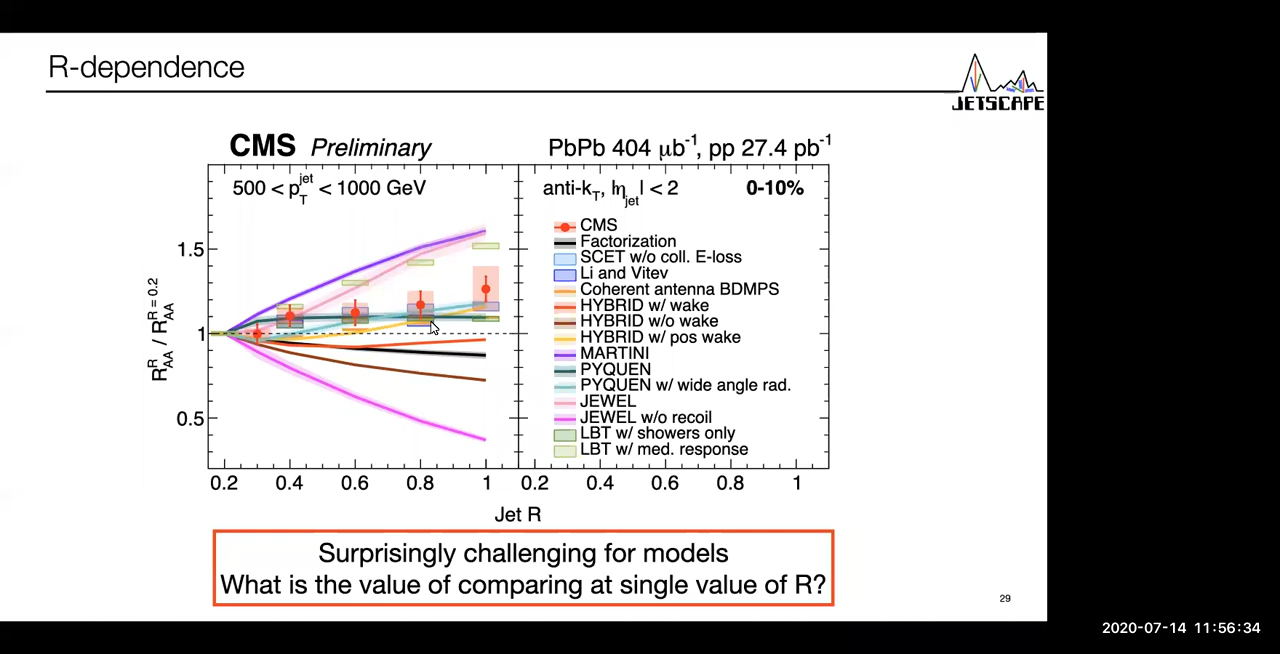 R-dependence
JETSCAPE
CMS Preliminary
PbPb 404 μb⁻¹, pp 27.4 pb⁻¹
500 < p_T^jet < 1000 GeV
anti-k_T, |η_jet| < 2
0-10%
CMS
Factorization
SCET w/o coll. E-loss
Li and Vitev
Coherent antenna BDMPS
HYBRID w/ wake
HYBRID w/o wake
HYBRID w/ pos wake
MARTINI
PYQUEN
PYQUEN w/ wide angle rad.
JEWEL
JEWEL w/o recoil
LBT w/ showers only
LBT w/ med. response
R_AA^R / R_AA^R = 0.2
1.5
1
0.5
0.2 0.4 0.6 0.8 1
0.2 0.4 0.6 0.8 1
Jet R
Surprisingly challenging for models
What is the value of comparing at single value of R?
29
2020-07-14 11:56:34